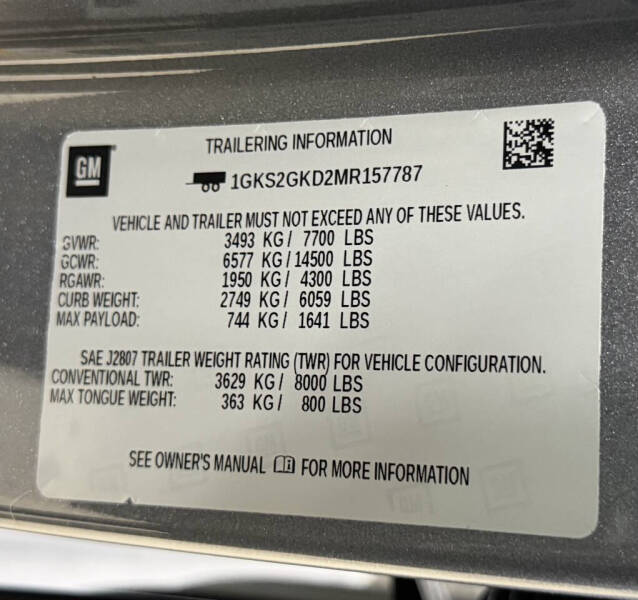 GM
TRAILERING INFORMATION
1GKS2GKD2MR157787
VEHICLE AND TRAILER MUST NOT EXCEED ANY OF THESE VALUES.
GVWR: 3493 KG/ 7700 LBS
GCWR: 6577 KG/14500 LBS
RGAWR: 1950 KG/ 4300 LBS
CURB WEIGHT: 2749 KG/ 6059 LBS
MAX PAYLOAD: 744 KG/ 1641 LBS
SAE J2807 TRAILER WEIGHT RATING (TWR) FOR VEHICLE CONFIGURATION.
CONVENTIONAL TWR: 3629 KG/ 8000 LBS
MAX TONGUE WEIGHT: 363 KG/ 800 LBS
SEE OWNER'S MANUAL FOR MORE INFORMATION